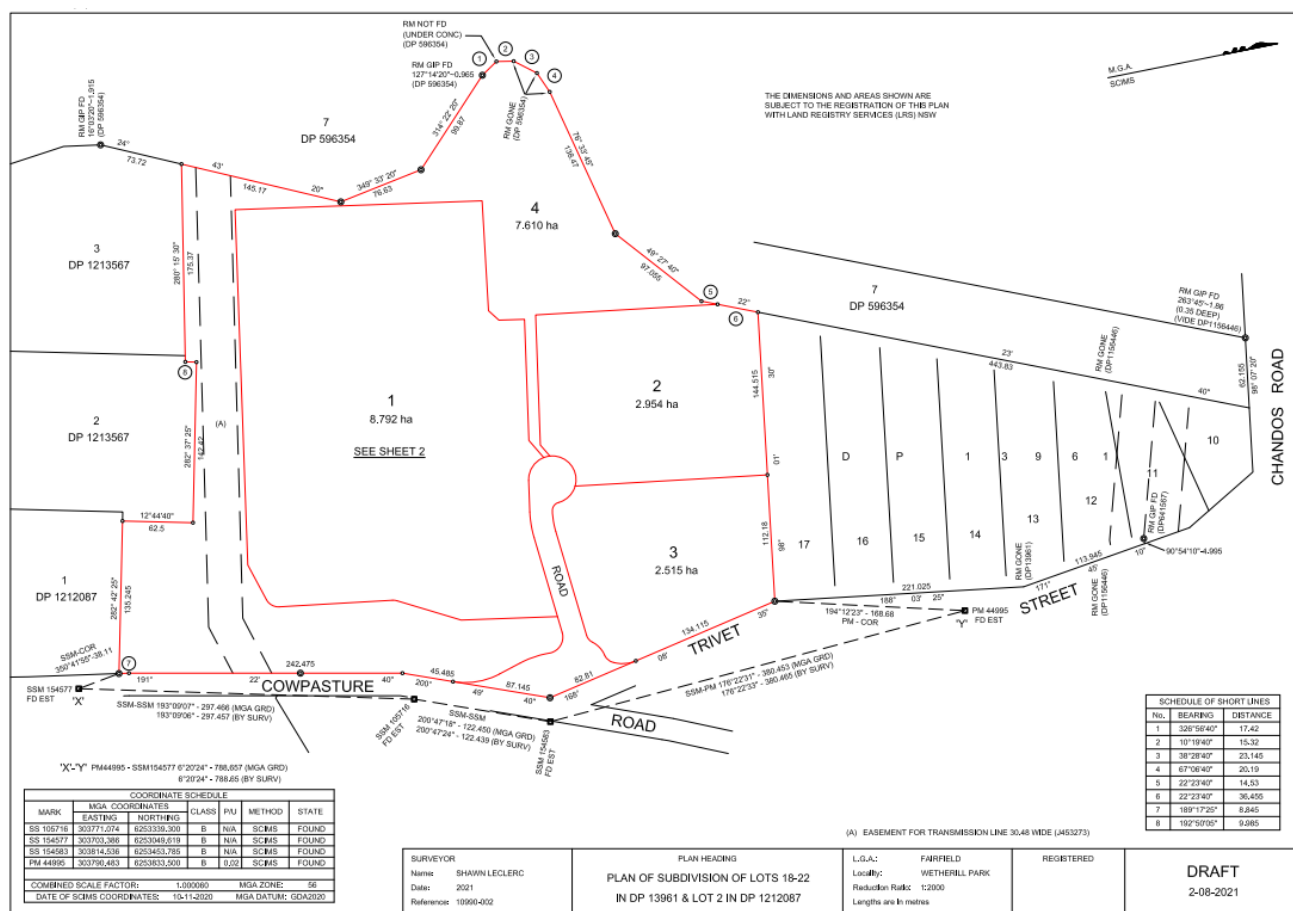 RM NOT FD
(UNDER CONC)
(DP 596354)
1
2
3
4
RM GIP FD
127°14'20"~0.965
(DP 596354)
RM GIP FD
16°03'20"~1.915
(DP 596354)
RM GONE
(DP 596354)
314° 22' 20"
99.87
M.G.A.
SCIMS
THE DIMENSIONS AND AREAS SHOWN ARE
SUBJECT TO THE REGISTRATION OF THIS PLAN
WITH LAND REGISTRY SERVICES (LRS) NSW
7
DP 596354
24°
73.72
43'
145.17
20"
349° 33' 20"
76.63
76° 33' 45"
138.47
4
7.610 ha
49° 27' 40"
97.055
5
22°
6
7
DP 596354
RM GIP FD
263°45'~1.86
(0.35 DEEP)
(VIDE DP1156446)
RM GONE
(DP1156446)
23'
443.83
40"
62.155
98° 07' 20"
CHANDOS ROAD
3
DP 1213567
280° 15' 30"
175.37
8
2
DP 1213567
282° 37' 25"
142.42
(A)
1
8.792 ha
SEE SHEET 2
2
2.954 ha
144.515
30"
01'
98°
112.18
3
2.515 ha
D
P
1
3
9
6
1
10
11
12
13
14
15
16
17
RM GIP FD
(DP641567)
90°54'10"-4.995
RM GONE
(DP13961)
RM GONE
(DP1156446)
113.945
10"
45'
171°
221.025
188°
03'
25"
194°12'23" - 168.68
PM - COR
PM 44995
'Y' FD EST
TRIVET STREET
12°44'40"
62.5
1
DP 1212087
282° 42' 25"
135.245
SSM-COR
350°41'55"-38.11
7
SSM 154577
FD EST
'X'
191°
22'
242.475
40"
COWPASTURE ROAD
45.485
200°
49'
87.145
40"
168°
62.81
08'
134.115
35"
ROAD
SSM-SSM 193°09'07" - 297.466 (MGA GRD)
193°09'06" - 297.457 (BY SURV)
SSM 105716
FD EST
SSM-SSM
200°47'18" - 122.450 (MGA GRD)
200°47'24" - 122.439 (BY SURV)
SSM 154583
FD EST
SSM-PM 176°22'31" - 380.453 (MGA GRD)
176°22'33" - 380.465 (BY SURV)
'X'-'Y' PM44995 - SSM154577 6°20'24" - 788.657 (MGA GRD)
6°20'24" - 788.65 (BY SURV)
COORDINATE SCHEDULE
MARK MGA COORDINATES CLASS P/U METHOD STATE
EASTING NORTHING
SS 105716 303771.074 6253339.300 B N/A SCIMS FOUND
SS 154577 303703.386 6253049.619 B N/A SCIMS FOUND
SS 154583 303814.536 6253453.785 B N/A SCIMS FOUND
PM 44995 303790.483 6253833.500 B 0.02 SCIMS FOUND
COMBINED SCALE FACTOR: 1.000060 MGA ZONE: 56
DATE OF SCIMS COORDINATES: 10-11-2020 MGA DATUM: GDA2020
SCHEDULE OF SHORT LINES
No. BEARING DISTANCE
1 326°56'40" 17.42
2 10°19'40" 15.32
3 38°28'40" 23.145
4 67°06'40" 20.19
5 22°23'40" 14.53
6 22°23'40" 36.455
7 189°17'25" 8.845
8 192°50'05" 9.985
(A) EASEMENT FOR TRANSMISSION LINE 30.48 WIDE (J453273)
SURVEYOR
Name: SHAWN LECLERC
Date: 2021
Reference: 10990-002
PLAN HEADING
PLAN OF SUBDIVISION OF LOTS 18-22
IN DP 13961 & LOT 2 IN DP 1212087
L.G.A.: FAIRFIELD
Locality: WETHERILL PARK
Reduction Ratio: 1:2000
Lengths are in metres
REGISTERED
DRAFT
2-08-2021